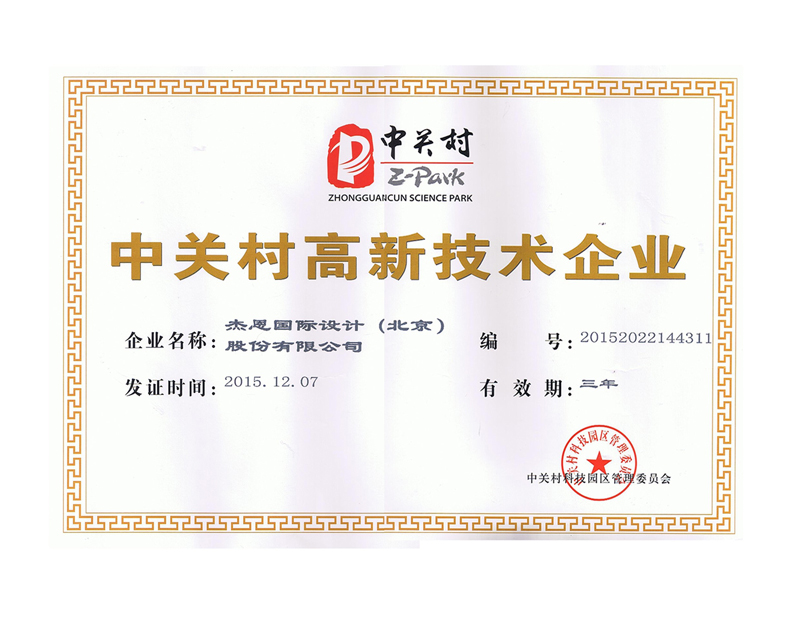 中关村
Z-Park
ZHONGGUANCUN SCIENCE PARK
中关村高新技术企业
企业名称: 杰恩国际设计（北京）
股份有限公司
编 号: 20152022144311
发证时间: 2015.12.07
有 效 期: 三年
中关村科技园区管理委员会
中关村科技园区管理委员会